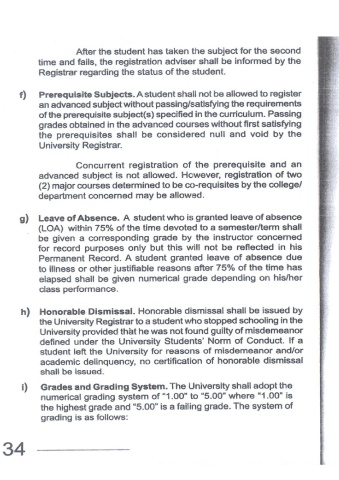 After the student has taken the subject for the second
time and fails, the registration adviser shall be informed by the
Registrar regarding the status of the student.
f) Prerequisite Subjects. A student shall not be allowed to register
an advanced subject without passing/satisfying the requirements
of the prerequisite subject(s) specified in the curriculum. Passing
grades obtained in the advanced courses without first satisfying
the prerequisites shall be considered null and void by the
University Registrar.
Concurrent registration of the prerequisite and an
advanced subject is not allowed. However, registration of two
(2) major courses determined to be co-requisites by the college/
department concerned may be allowed.
g) Leave of Absence. A student who is granted leave of absence
(LOA) within 75% of the time devoted to a semester/term shall
be given a corresponding grade by the instructor concerned
for record purposes only but this will not be reflected in his
Permanent Record. A student granted leave of absence due
to illness or other justifiable reasons after 75% of the time has
elapsed shall be given numerical grade depending on his/her
class performance.
h) Honorable Dismissal. Honorable dismissal shall be issued by
the University Registrar to a student who stopped schooling in the
University provided that he was not found guilty of misdemeanor
defined under the University Students' Norm of Conduct. If a
student left the University for reasons of misdemeanor and/or
academic delinquency, no certification of honorable dismissal
shall be issued.
i) Grades and Grading System. The University shall adopt the
numerical grading system of "1.00" to "5.00" where "1.00" is
the highest grade and "5.00" is a failing grade. The system of
grading is as follows:
34